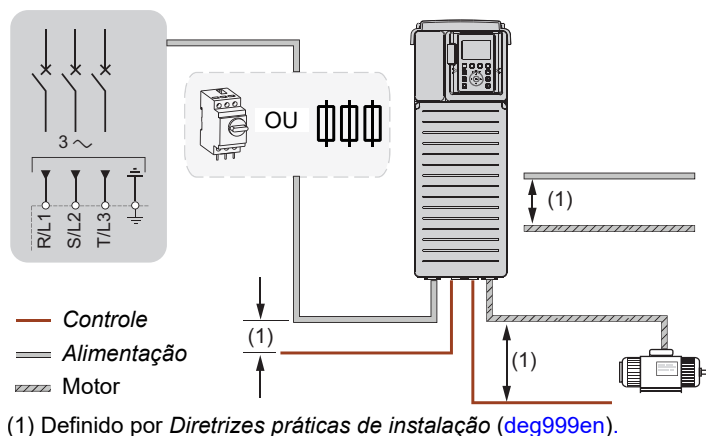 OU
3 ~
R/L1
S/L2
T/L3
(1)
(1)
(1)
Controle
Alimentação
Motor
(1) Definido por Diretrizes práticas de instalação (deg999en).